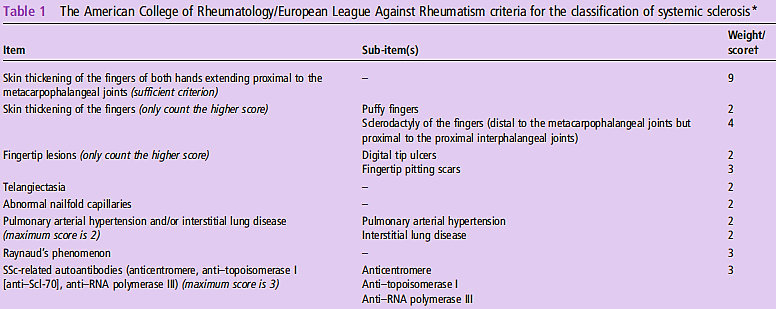 Table 1 The American College of Rheumatology/European League Against Rheumatism criteria for the classification of systemic sclerosis*
Item Sub-item(s) Weight/
score†
Skin thickening of the fingers of both hands extending proximal to the – 9
metacarpophalangeal joints (sufficient criterion)
Skin thickening of the fingers (only count the higher score) Puffy fingers 2
Sclerodactyly of the fingers (distal to the metacarpophalangeal joints but 4
proximal to the proximal interphalangeal joints)
Fingertip lesions (only count the higher score) Digital tip ulcers 2
Fingertip pitting scars 3
Telangiectasia – 2
Abnormal nailfold capillaries – 2
Pulmonary arterial hypertension and/or interstitial lung disease Pulmonary arterial hypertension 2
(maximum score is 2) Interstitial lung disease 2
Raynaud's phenomenon – 3
SSc-related autoantibodies (anticentromere, anti–topoisomerase I Anticentromere 3
[anti–Scl-70], anti–RNA polymerase III) (maximum score is 3) Anti–topoisomerase I
Anti–RNA polymerase III